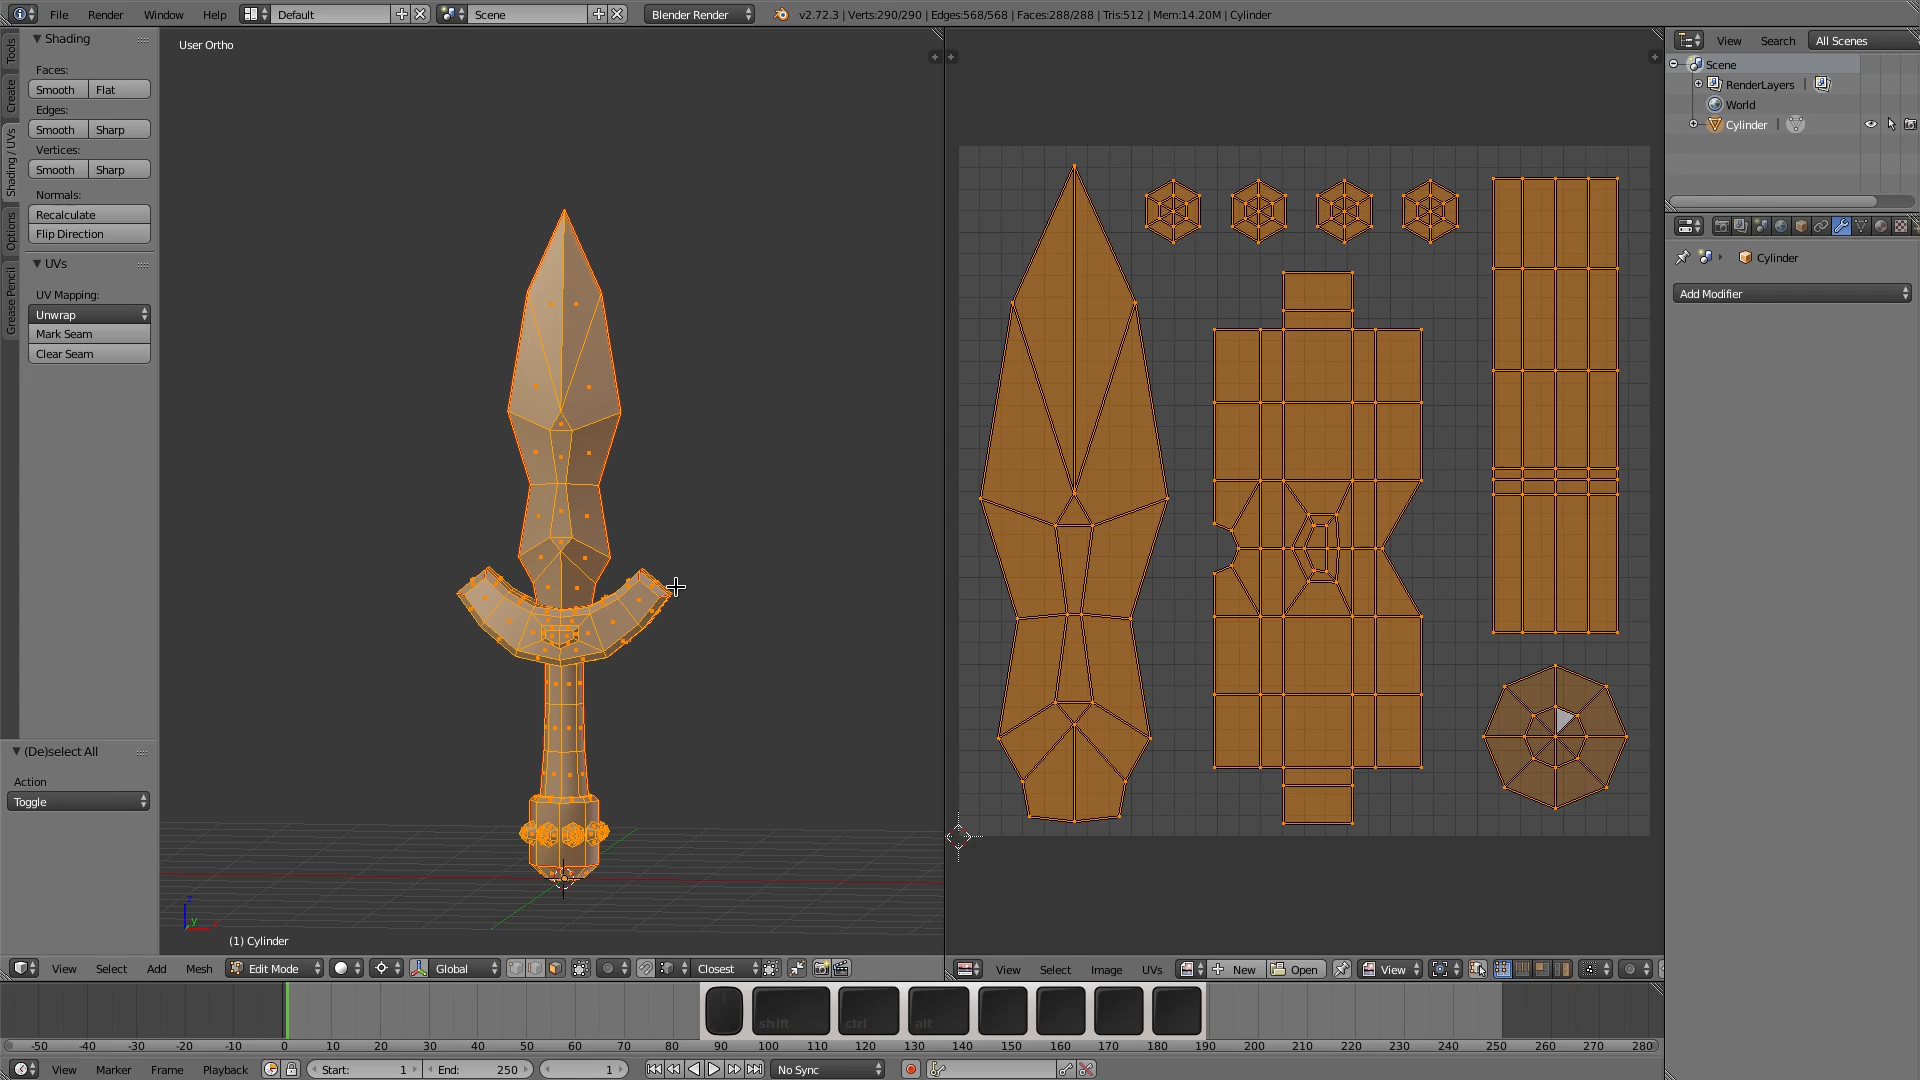 File Render Window Help Default Scene Blender Render v2.72.3 | Verts:290/290 | Edges:568/568 | Faces:288/288 | Tris:512 | Mem:14.20M | Cylinder
Tools
Create
Shading / UVs
Options
Grease Pencil
Shading
Faces:
Smooth Flat
Edges:
Smooth Sharp
Vertices:
Smooth Sharp
Normals:
Recalculate
Flip Direction
UVs
UV Mapping:
Unwrap
Mark Seam
Clear Seam
(De)select All
Action
Toggle
User Ortho
z
y
(1) Cylinder
View Select Add Mesh Edit Mode Global Closest
View Select Image UVs New Open View
View Search All Scenes
Scene
RenderLayers |
World
Cylinder |
Cylinder
Add Modifier
shift ctrl alt
-50 -40 -30 -20 -10 0 10 20 30 40 50 60 70 80 90 100 110 120 130 140 150 160 170 180 190 200 210 220 230 240 250 260 270 280
View Marker Frame Playback Start: 1 End: 250 1 No Sync